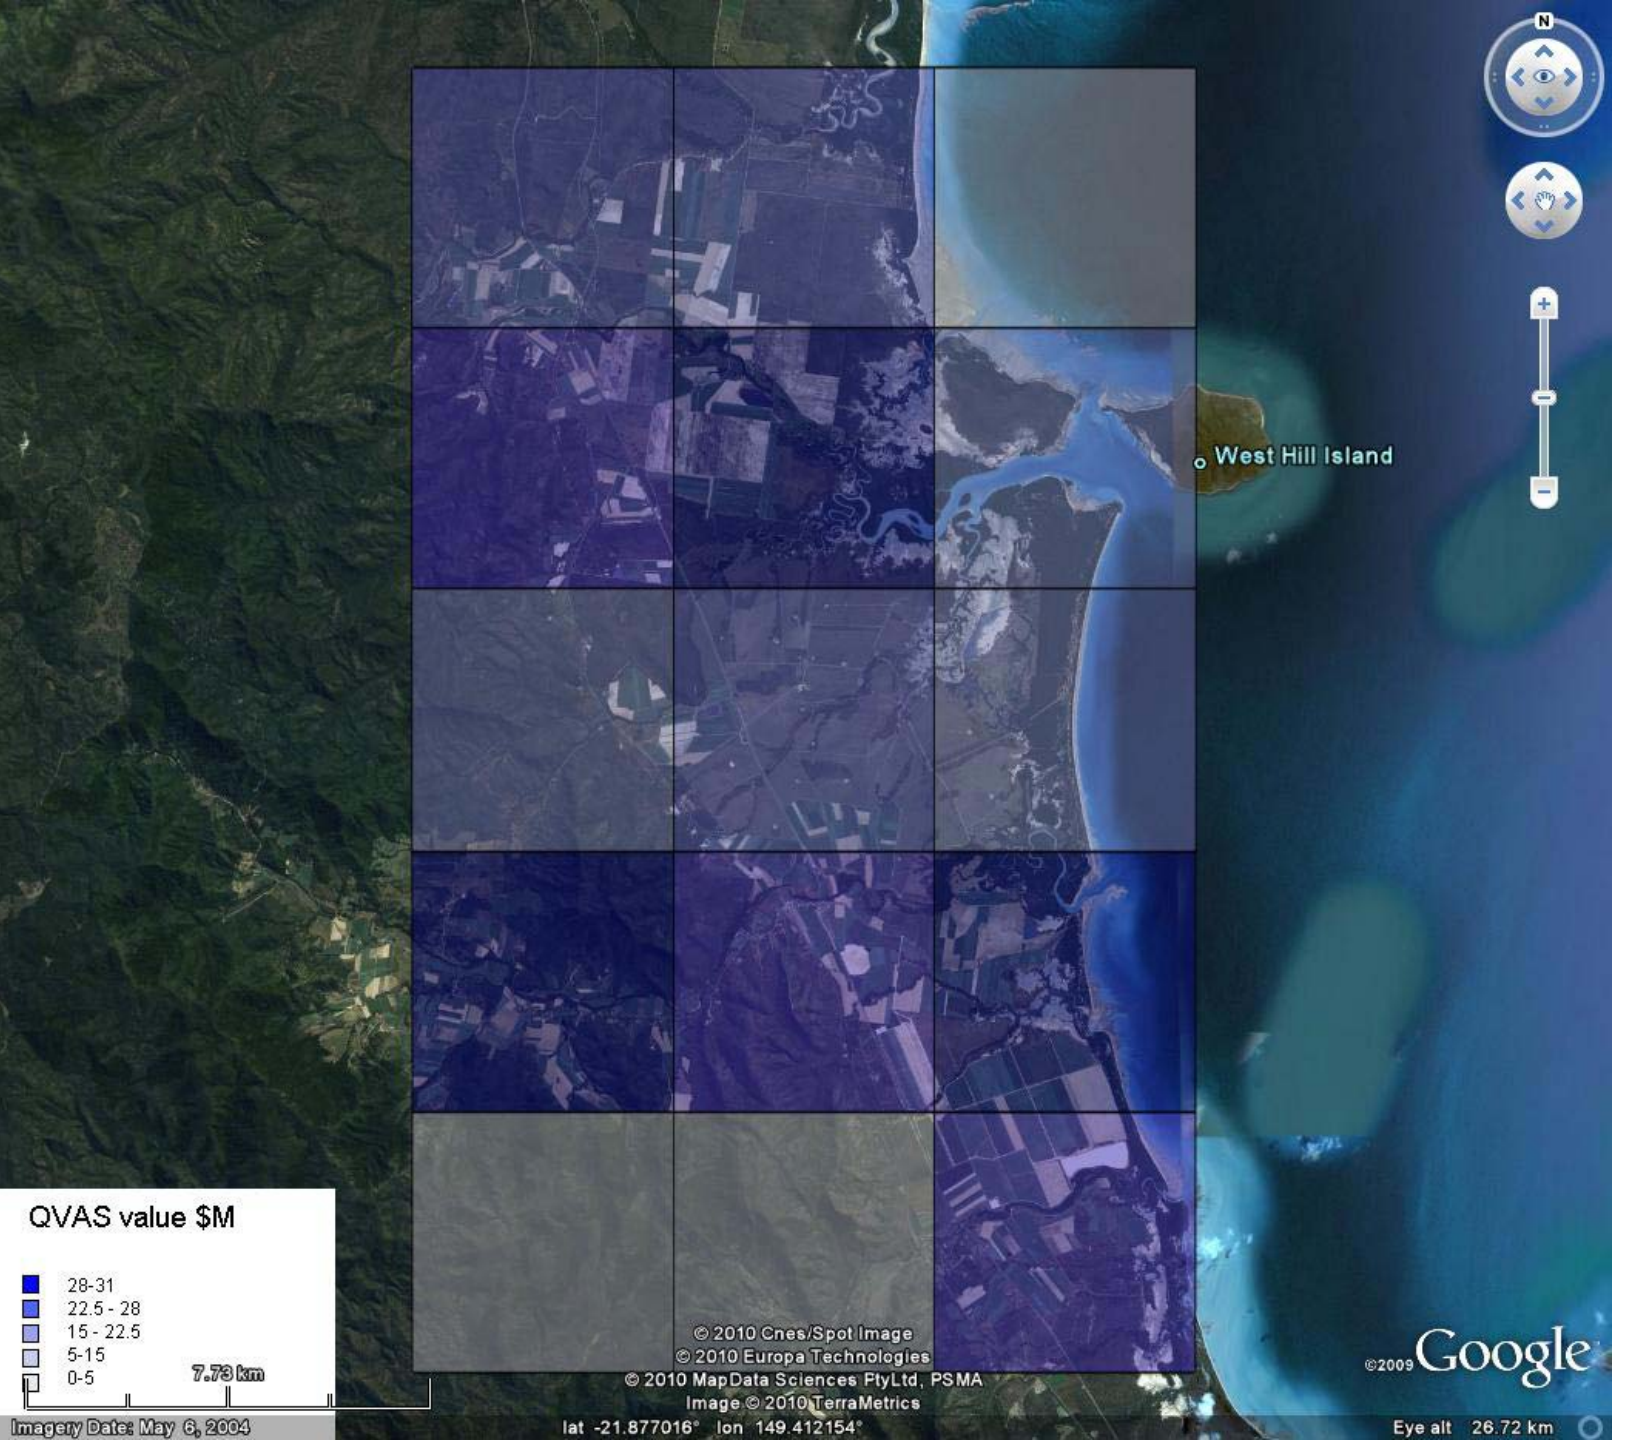 N
West Hill Island
QVAS value $M
28-31
22.5 - 28
15 - 22.5
5-15
0-5
7.73 km
© 2010 Cnes/Spot Image
© 2010 Europa Technologies
© 2010 MapData Sciences PtyLtd, PSMA
Image © 2010 TerraMetrics
©2009 Google
Imagery Date: May 6, 2004
lat -21.877016° lon 149.412154°
Eye alt 26.72 km